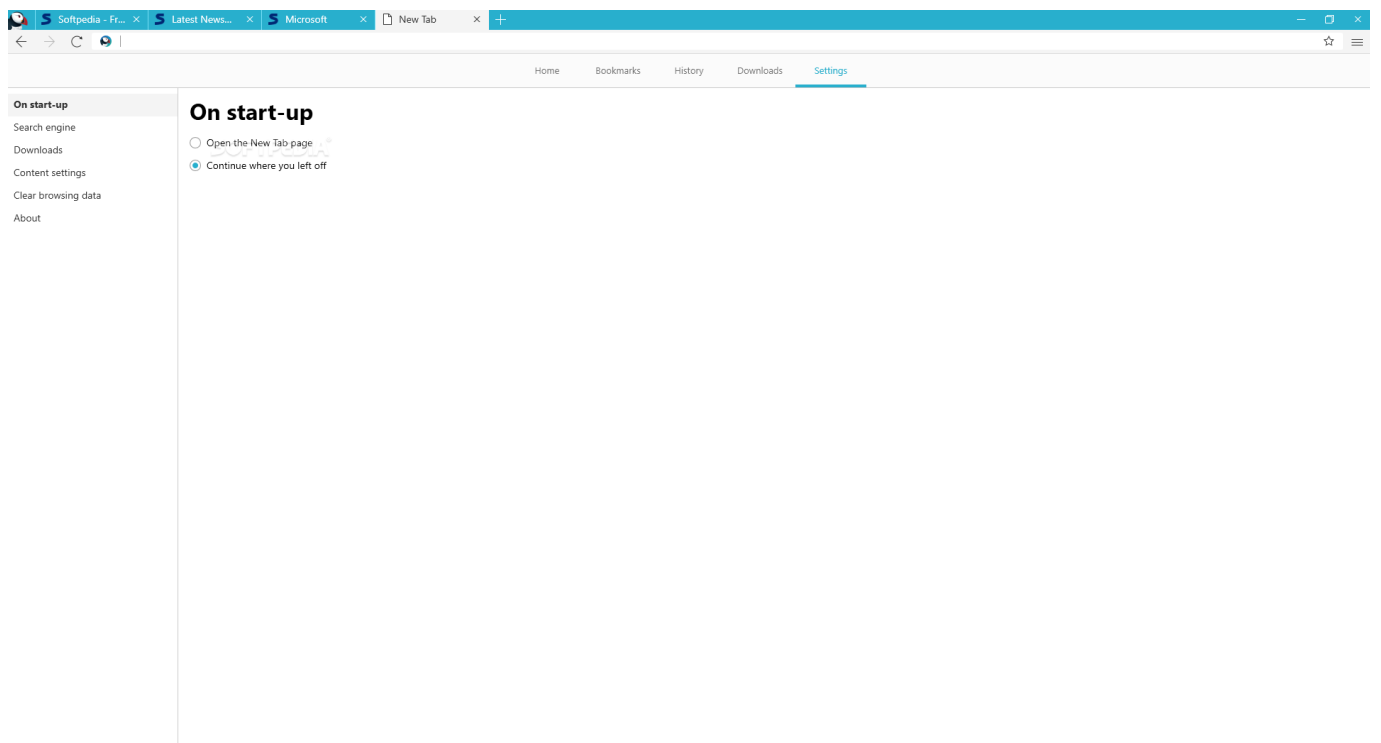 Softpedia - Fr... Latest News... Microsoft New Tab
Home Bookmarks History Downloads Settings
On start-up
Search engine
Downloads
Content settings
Clear browsing data
About
On start-up
Open the New Tab page
SOFTPEDIA
Continue where you left off